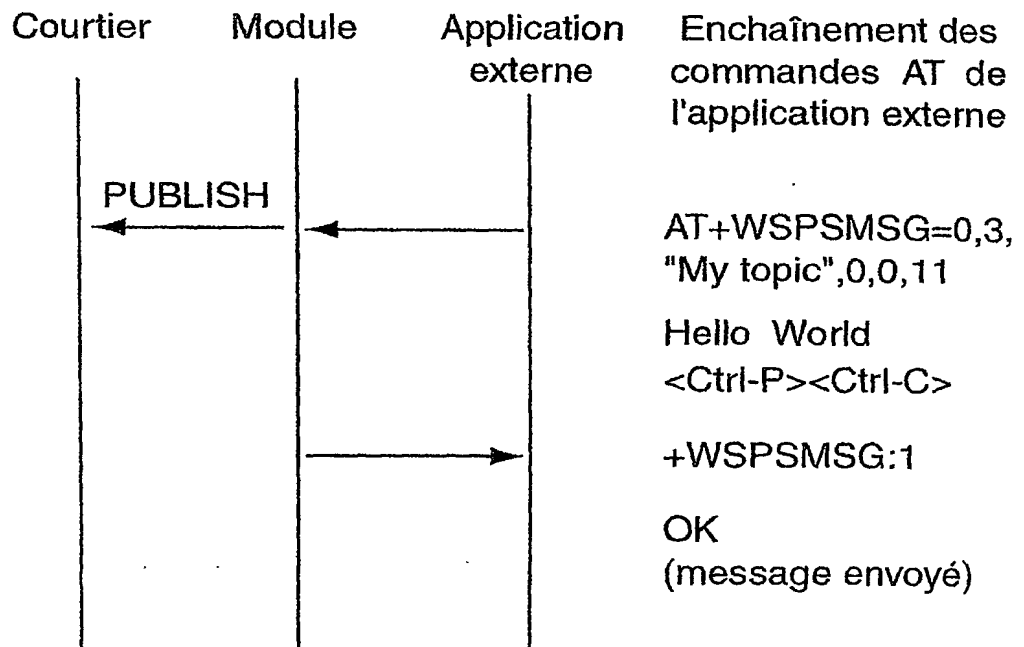 Courtier Module Application externe Enchaînement des
commandes AT de
l'application externe
PUBLISH
AT+WSPSMSG=0,3,
"My topic",0,0,11
Hello World
<Ctrl-P><Ctrl-C>
+WSPSMSG:1
OK
(message envoyé)